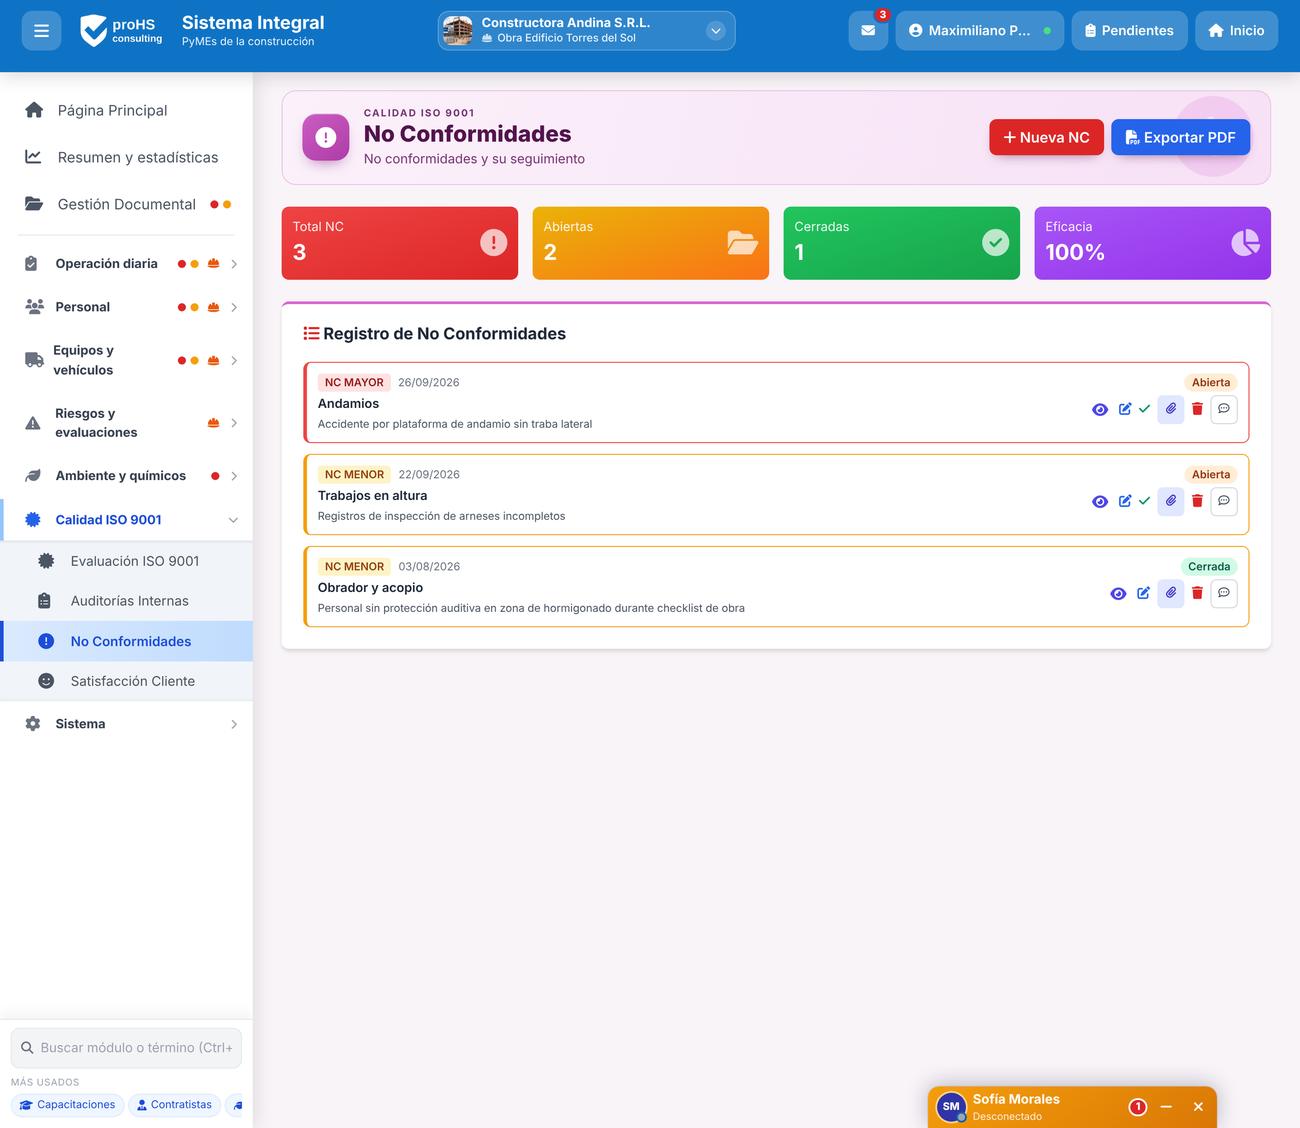 proHS
consulting
Sistema Integral
PyMEs de la construcción
Constructora Andina S.R.L.
Obra Edificio Torres del Sol
3
Maximiliano P...
Pendientes
Inicio
Página Principal
Resumen y estadísticas
Gestión Documental
Operación diaria
Personal
Equipos y
vehículos
Riesgos y
evaluaciones
Ambiente y químicos
Calidad ISO 9001
Evaluación ISO 9001
Auditorías Internas
No Conformidades
Satisfacción Cliente
Sistema
Buscar módulo o término (Ctrl+
MÁS USADOS
Capacitaciones
Contratistas
CALIDAD ISO 9001
No Conformidades
No conformidades y su seguimiento
Nueva NC
PDF
Exportar PDF
Total NC
3
Abiertas
2
Cerradas
1
Eficacia
100%
Registro de No Conformidades
NC MAYOR 26/09/2026
Abierta
Andamios
Accidente por plataforma de andamio sin traba lateral
NC MENOR 22/09/2026
Abierta
Trabajos en altura
Registros de inspección de arneses incompletos
NC MENOR 03/08/2026
Cerrada
Obrador y acopio
Personal sin protección auditiva en zona de hormigonado durante checklist de obra
SM
Sofía Morales
Desconectado
1